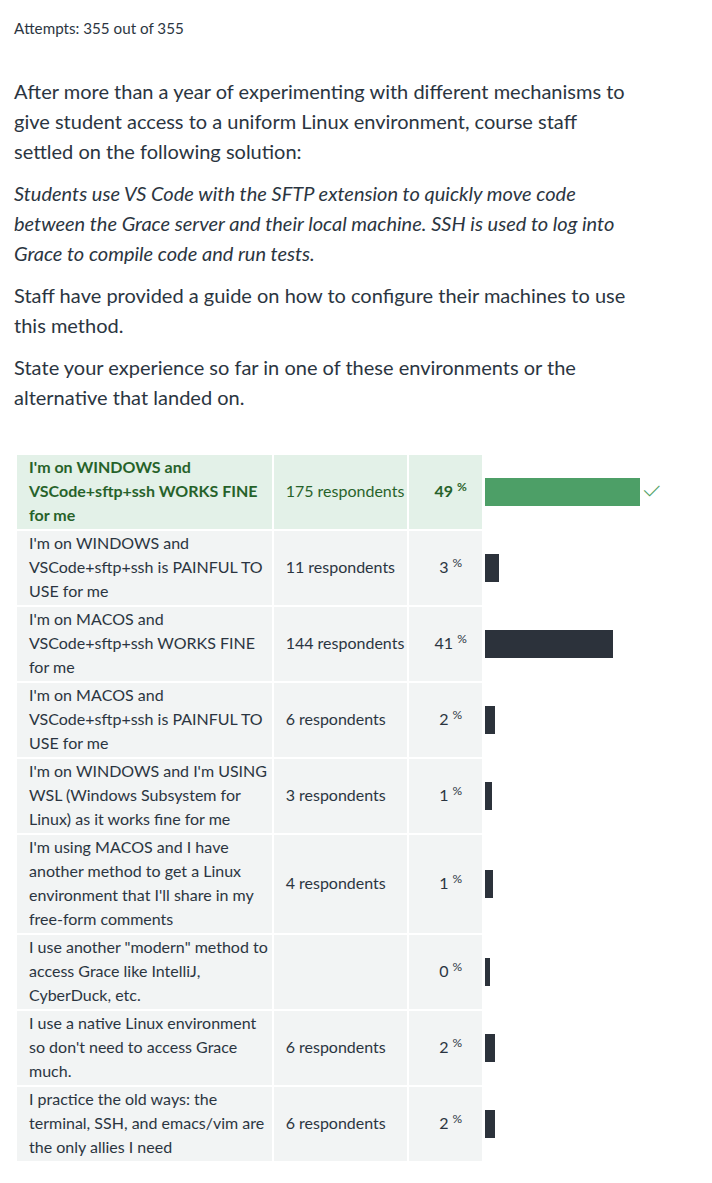 Attempts: 355 out of 355
After more than a year of experimenting with different mechanisms to
give student access to a uniform Linux environment, course staff
settled on the following solution:
Students use VS Code with the SFTP extension to quickly move code
between the Grace server and their local machine. SSH is used to log into
Grace to compile code and run tests.
Staff have provided a guide on how to configure their machines to use
this method.
State your experience so far in one of these environments or the
alternative that landed on.
I'm on WINDOWS and
VSCode+sftp+ssh WORKS FINE
for me
175 respondents
49 %
I'm on WINDOWS and
VSCode+sftp+ssh is PAINFUL TO
USE for me
11 respondents
3 %
I'm on MACOS and
VSCode+sftp+ssh WORKS FINE
for me
144 respondents
41 %
I'm on MACOS and
VSCode+sftp+ssh is PAINFUL TO
USE for me
6 respondents
2 %
I'm on WINDOWS and I'm USING
WSL (Windows Subsystem for
Linux) as it works fine for me
3 respondents
1 %
I'm using MACOS and I have
another method to get a Linux
environment that I'll share in my
free-form comments
4 respondents
1 %
I use another "modern" method to
access Grace like IntelliJ,
CyberDuck, etc.
0 %
I use a native Linux environment
so don't need to access Grace
much.
6 respondents
2 %
I practice the old ways: the
terminal, SSH, and emacs/vim are
the only allies I need
6 respondents
2 %